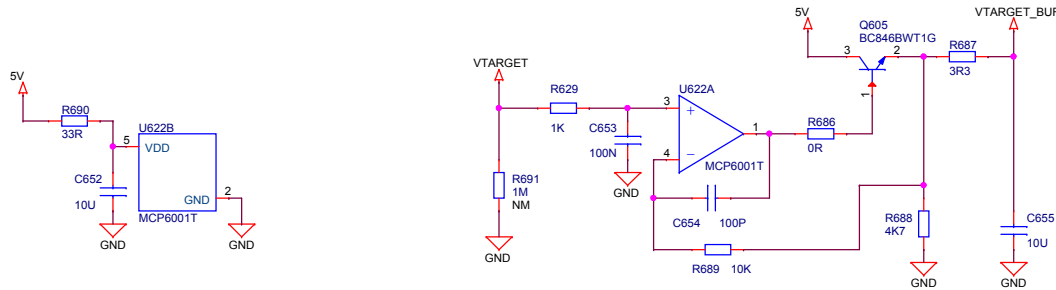 5V
R690
33R
C652
10U
GND
U622B
5
VDD
GND
2
MCP6001T
GND
VTARGET
R629
1K
R691
1M
NM
GND
C653
100N
GND
U622A
3
+
4
−
1
MCP6001T
C654
100P
R689
10K
R686
0R
5V
Q605
BC846BWT1G
3
2
1
R687
3R3
VTARGET_BUF
R688
4K7
GND
C655
10U
GND